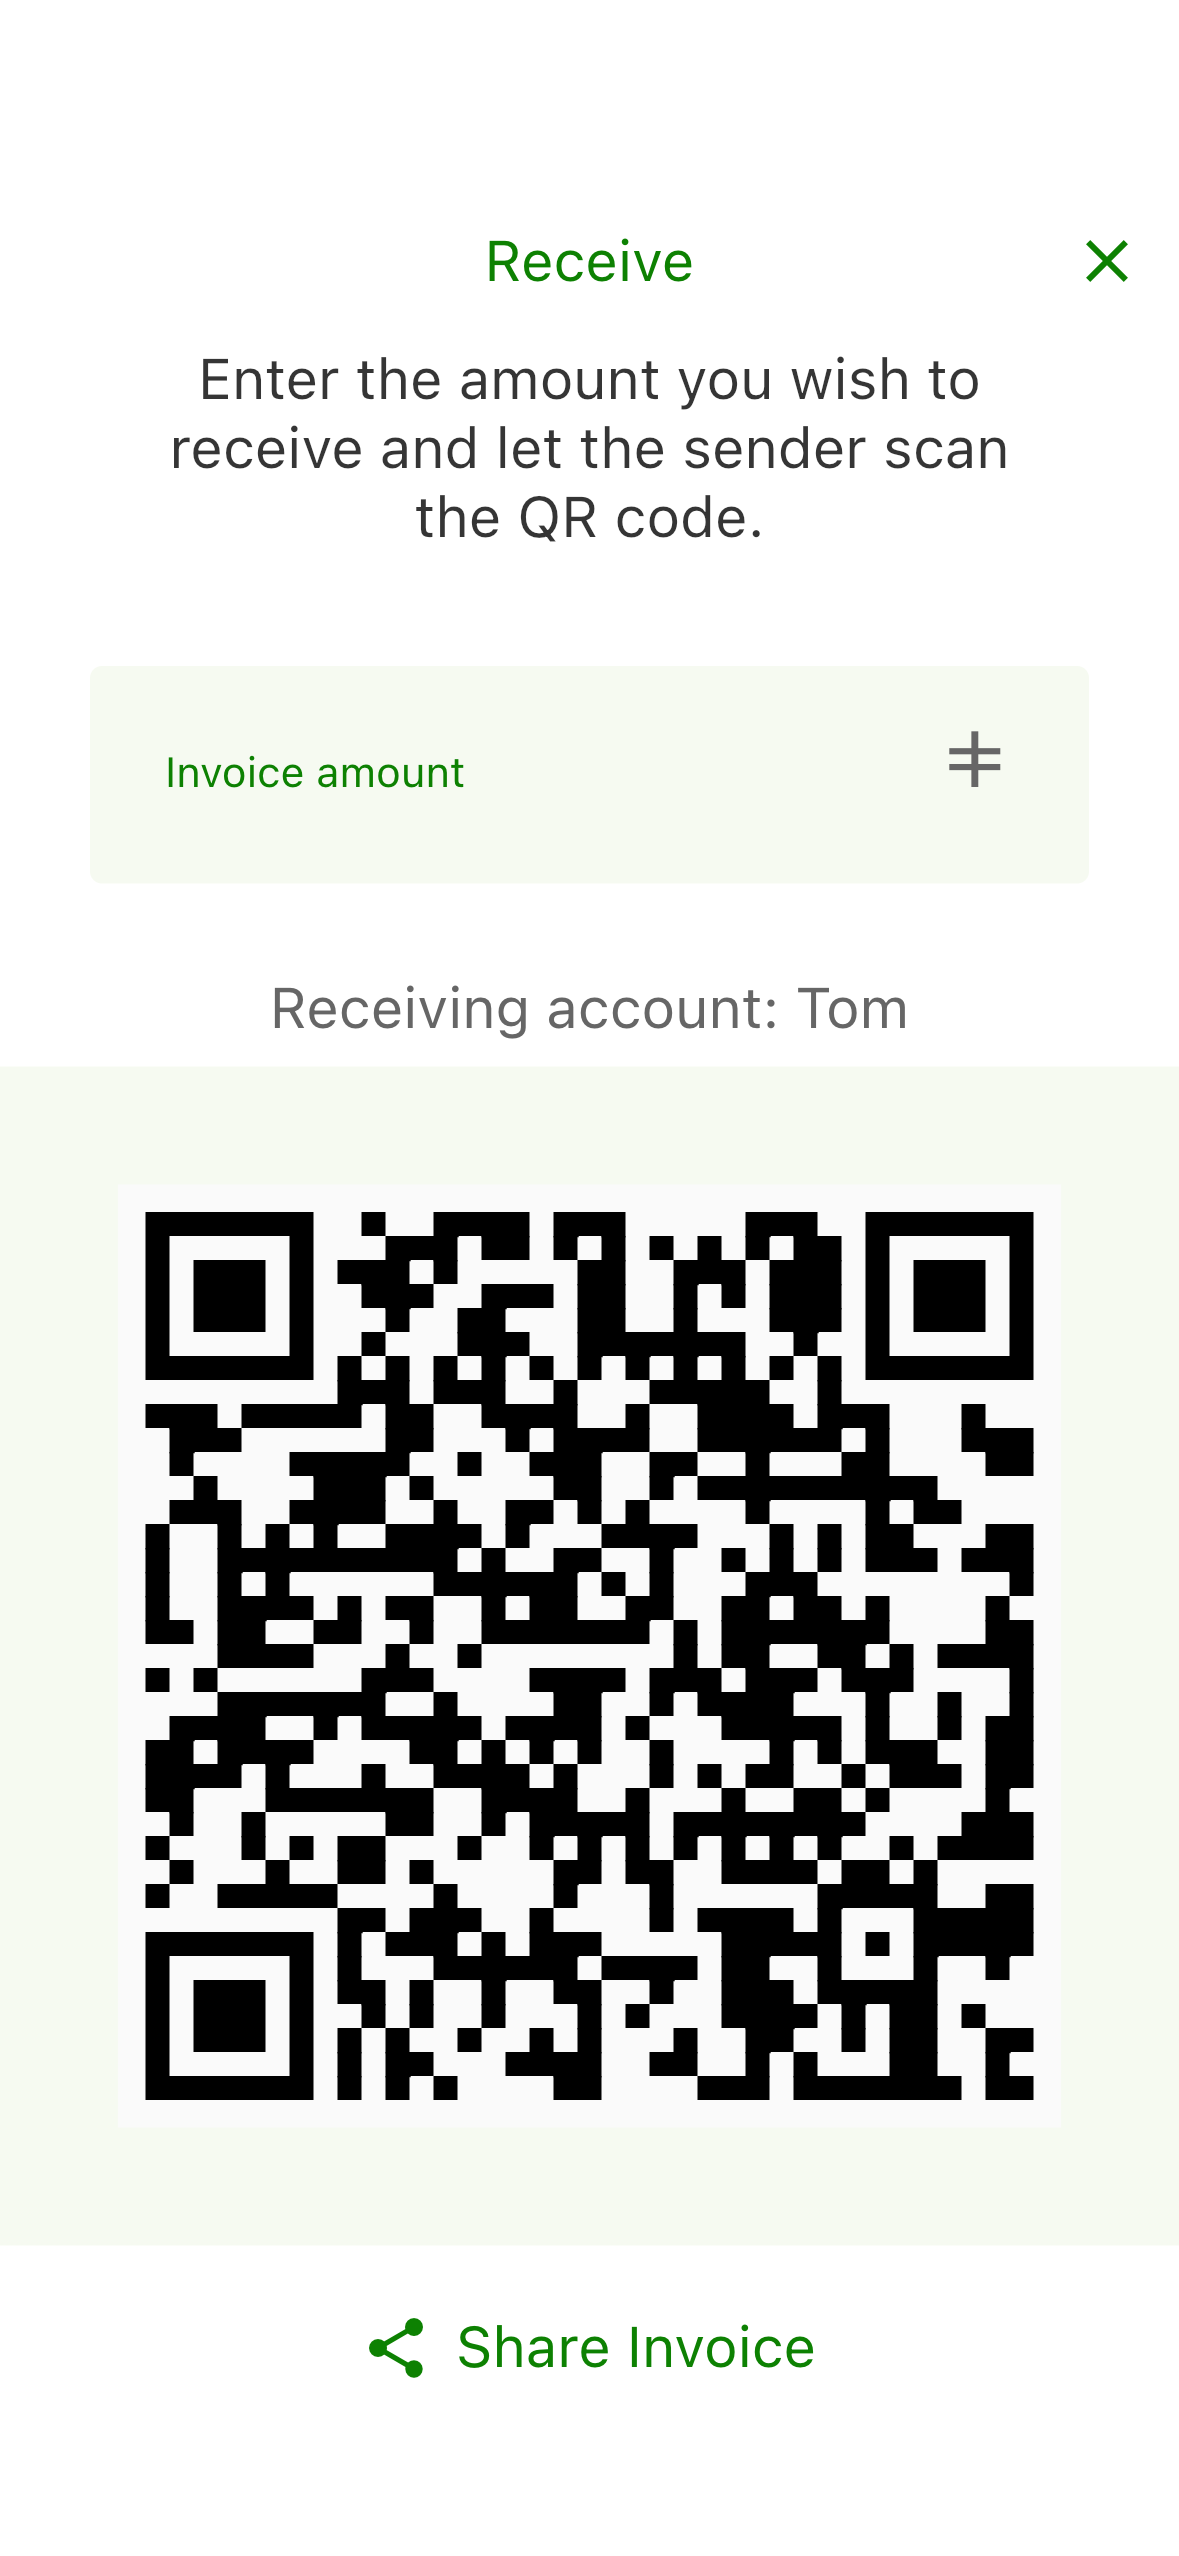 Receive
Enter the amount you wish to
receive and let the sender scan
the QR code.
Invoice amount
Receiving account: Tom
Share Invoice